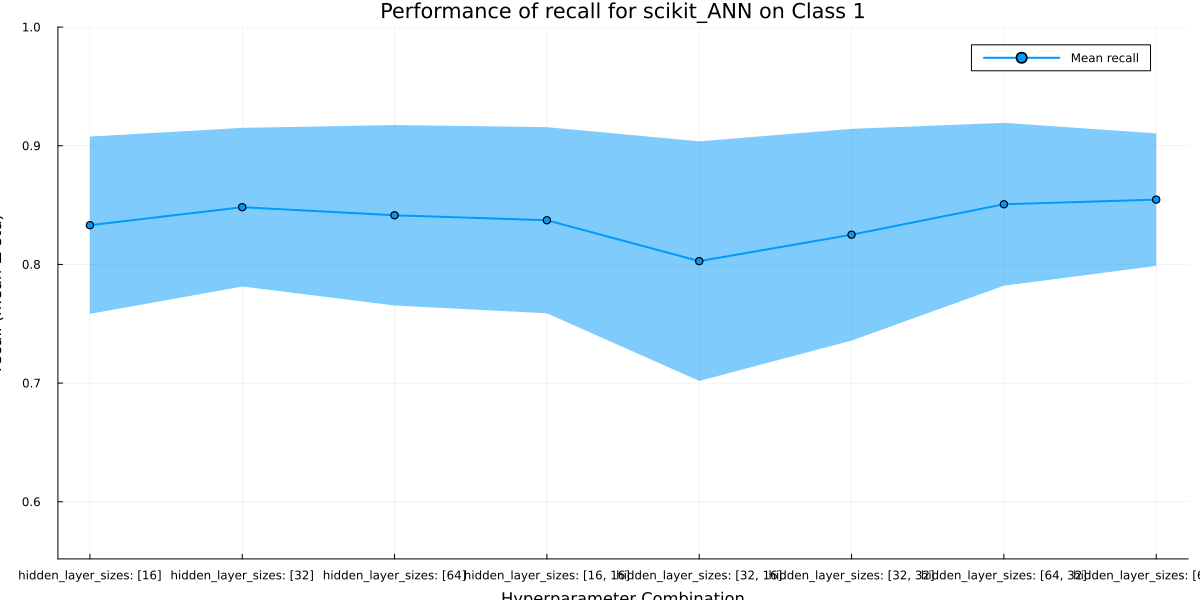 Performance of recall for scikit_ANN on Class 1
Mean recall
1.0
0.9
0.8
0.7
0.6
hidden_layer_sizes: [16]
hidden_layer_sizes: [32]
hidden_layer_sizes: [64]
hidden_layer_sizes: [16, 16]
hidden_layer_sizes: [32, 16]
hidden_layer_sizes: [32, 32]
hidden_layer_sizes: [64, 32]
hidden_layer_sizes:
Hyperparameter Combination